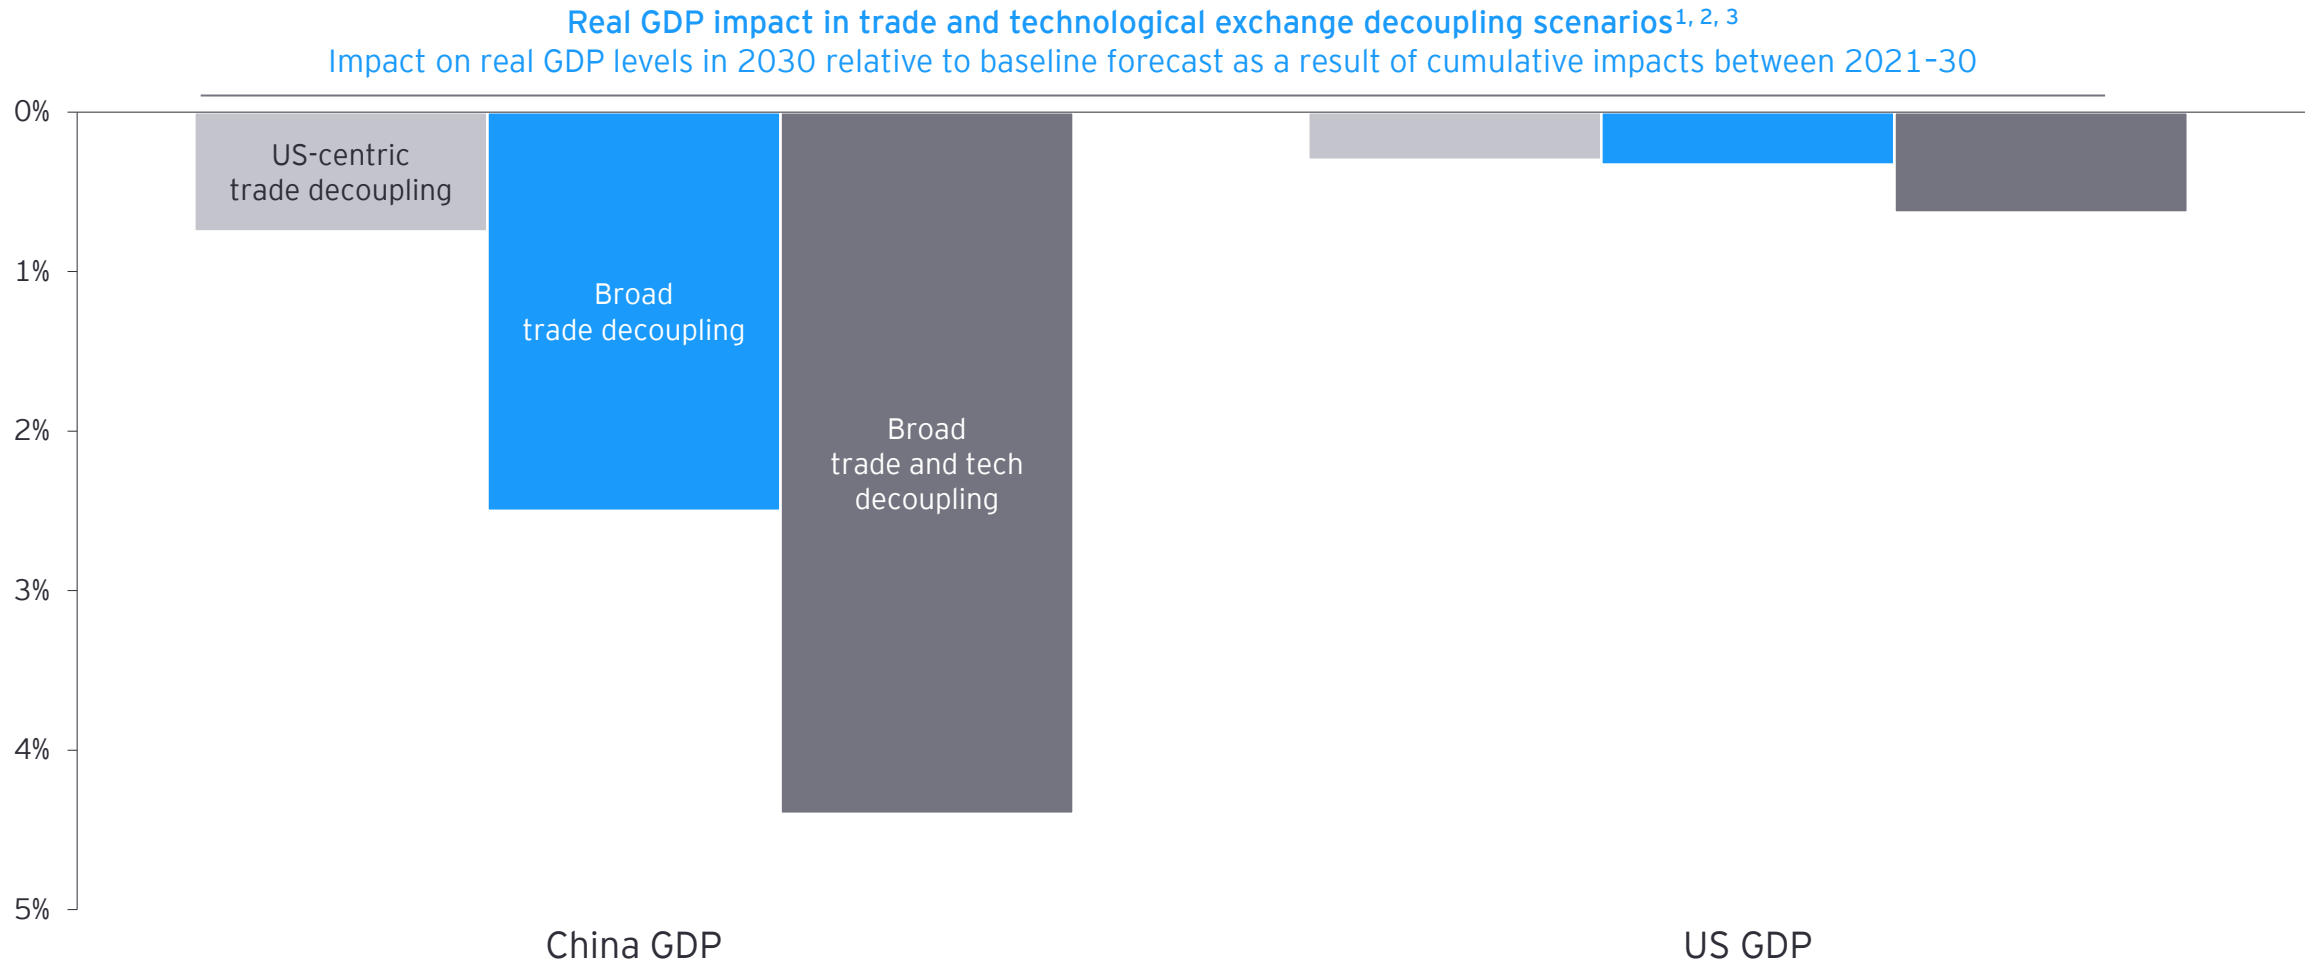 Real GDP impact in trade and technological exchange decoupling scenarios1, 2, 3
Impact on real GDP levels in 2030 relative to baseline forecast as a result of cumulative impacts between 2021–30
0%
US-centric
trade decoupling
1%
Broad
trade decoupling
2%
Broad
trade and tech
decoupling
3%
4%
5%
China GDP
US GDP